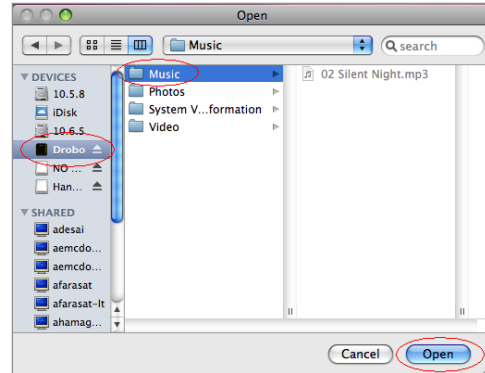 Open
Music
search
DEVICES
10.5.8
iDisk
10.6.5
Drobo
NO ...
Han...
SHARED
adesai
aemcdo...
aemcdo...
afarasat
afarasat-lt
ahamag...
Music
Photos
System V...formation
Video
02 Silent Night.mp3
Cancel
Open